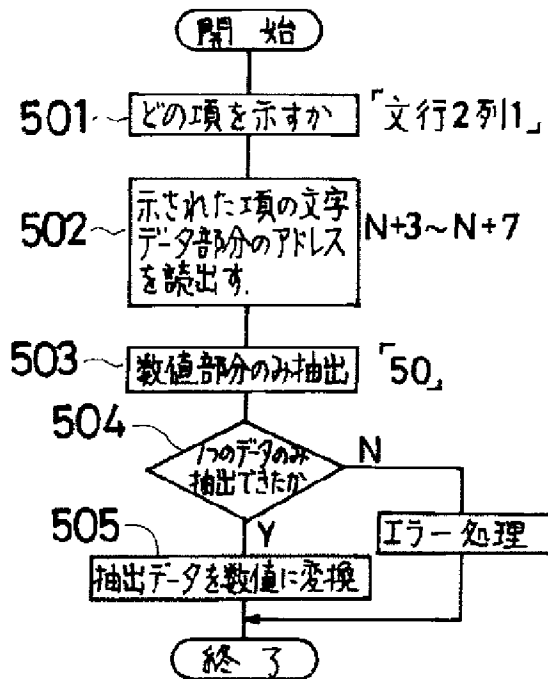 開始
501 どの項を示すか 「文行2列1」
502 示された項の文字
データ部分のアドレス
を読出す.
N+3～N+7
503 数値部分のみ抽出 「50」
504 1つのデータのみ
抽出できたか
N
Y
エラー処理
505
抽出データを数値に変換
終了